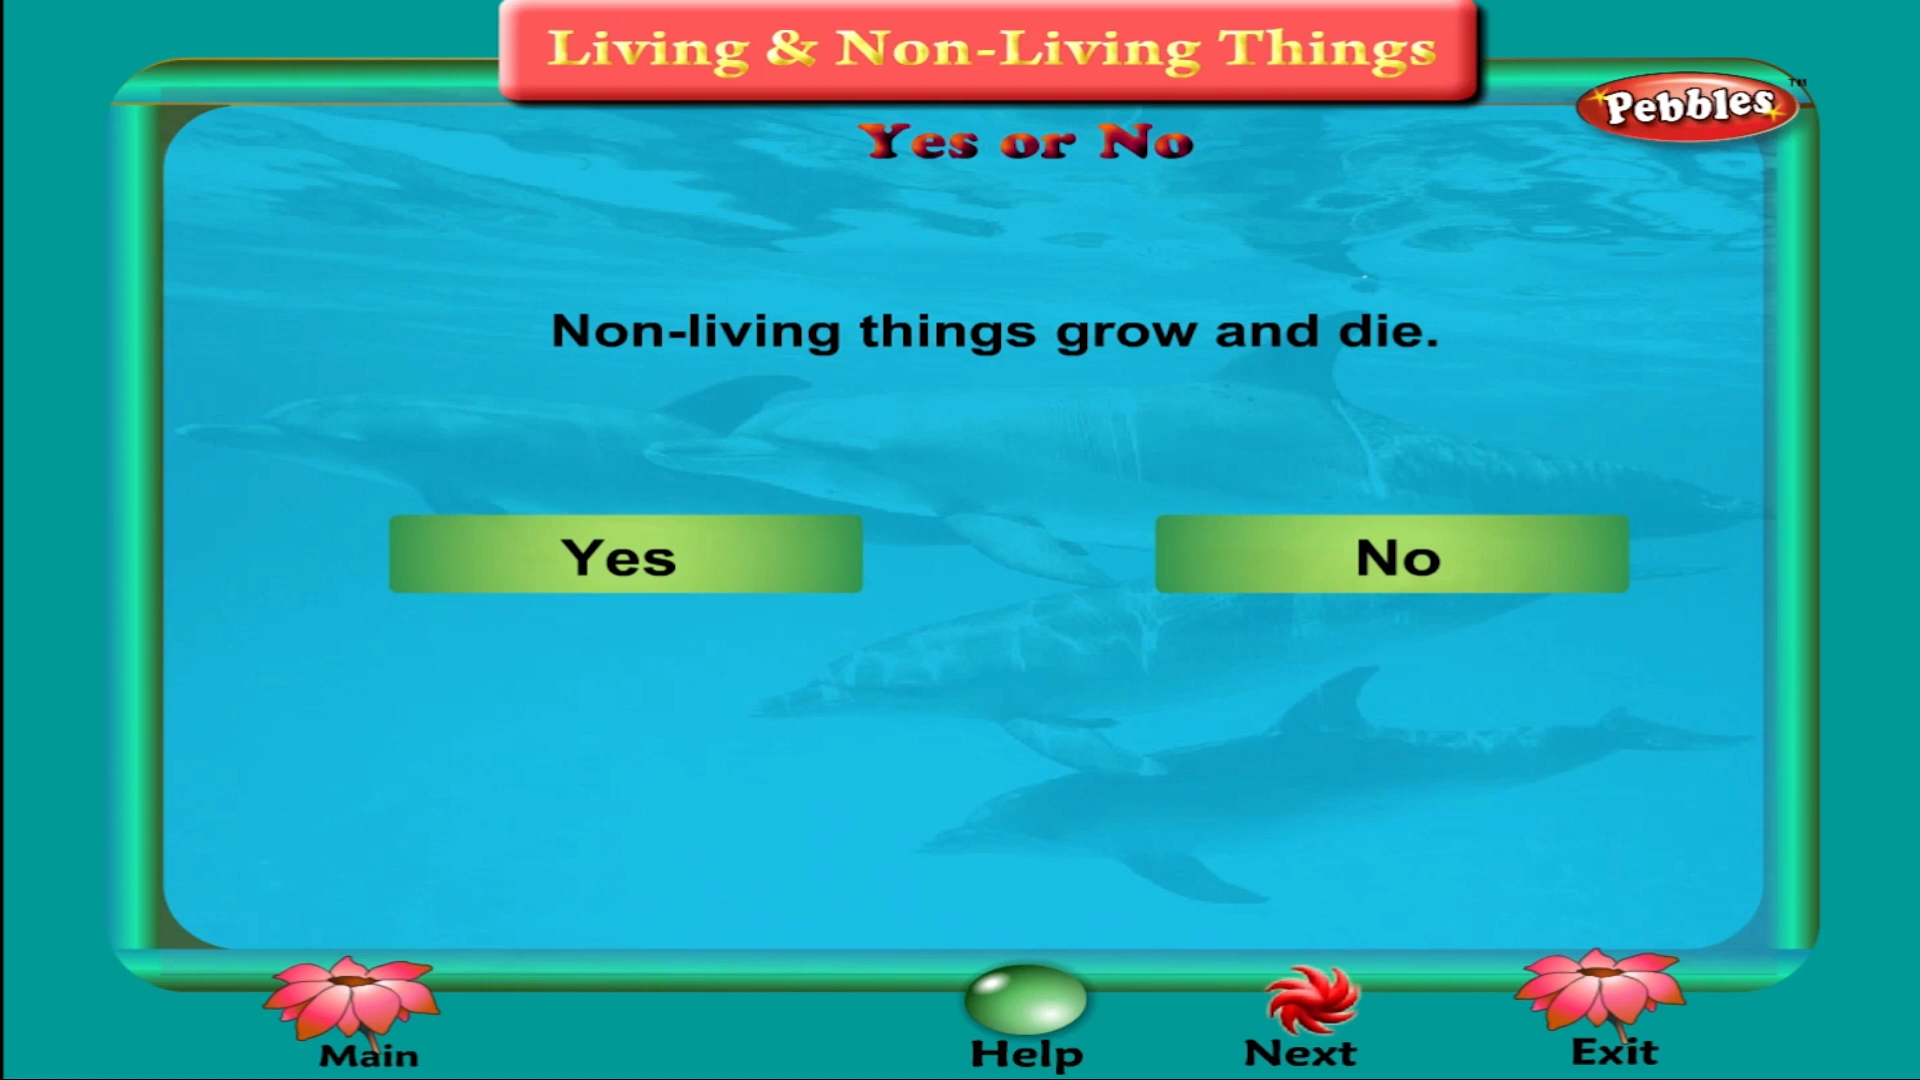 Living & Non-Living Things
Pebbles™
Yes or No
Non-living things grow and die.
Yes
No
Main
Help
Next
Exit